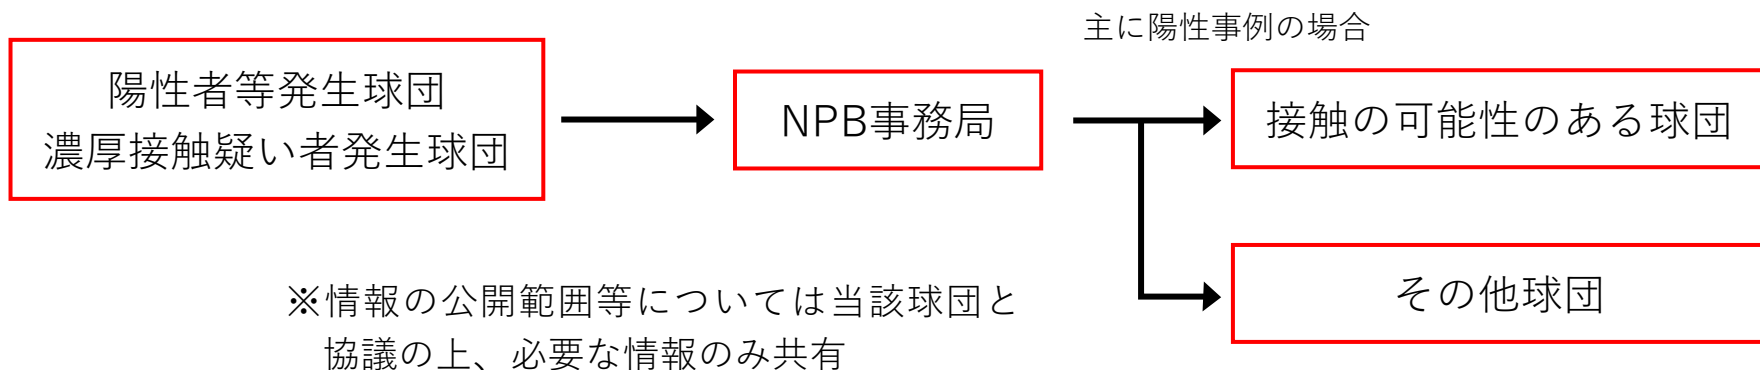 主に陽性事例の場合
陽性者等発生球団
濃厚接触疑い者発生球団
NPB事務局
接触の可能性のある球団
その他球団
※情報の公開範囲等については当該球団と
協議の上、必要な情報のみ共有